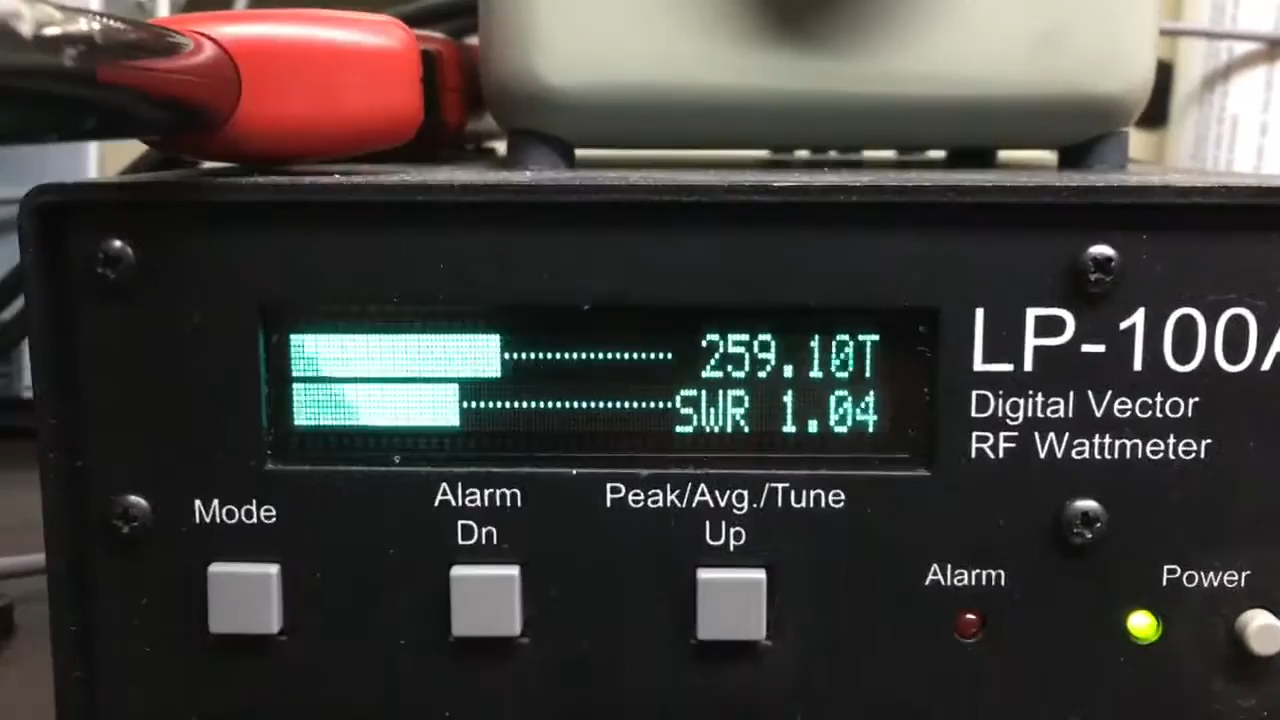 259.10T
SWR 1.04
LP-100A
Digital Vector
RF Wattmeter
Mode
Alarm
Dn
Peak/Avg./Tune
Up
Alarm
Power